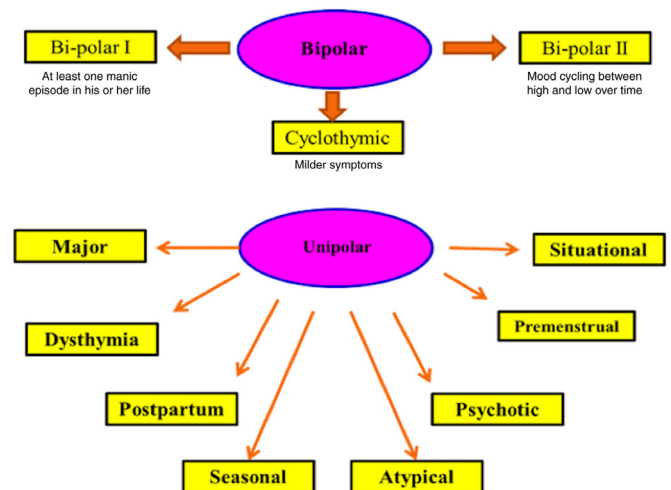 Bi-polar I
Bipolar
Bi-polar II
At least one manic
episode in his or her life
Mood cycling between
high and low over time
Cyclothymic
Milder symptoms
Major
Unipolar
Situational
Dysthymia
Premenstrual
Postpartum
Psychotic
Seasonal
Atypical